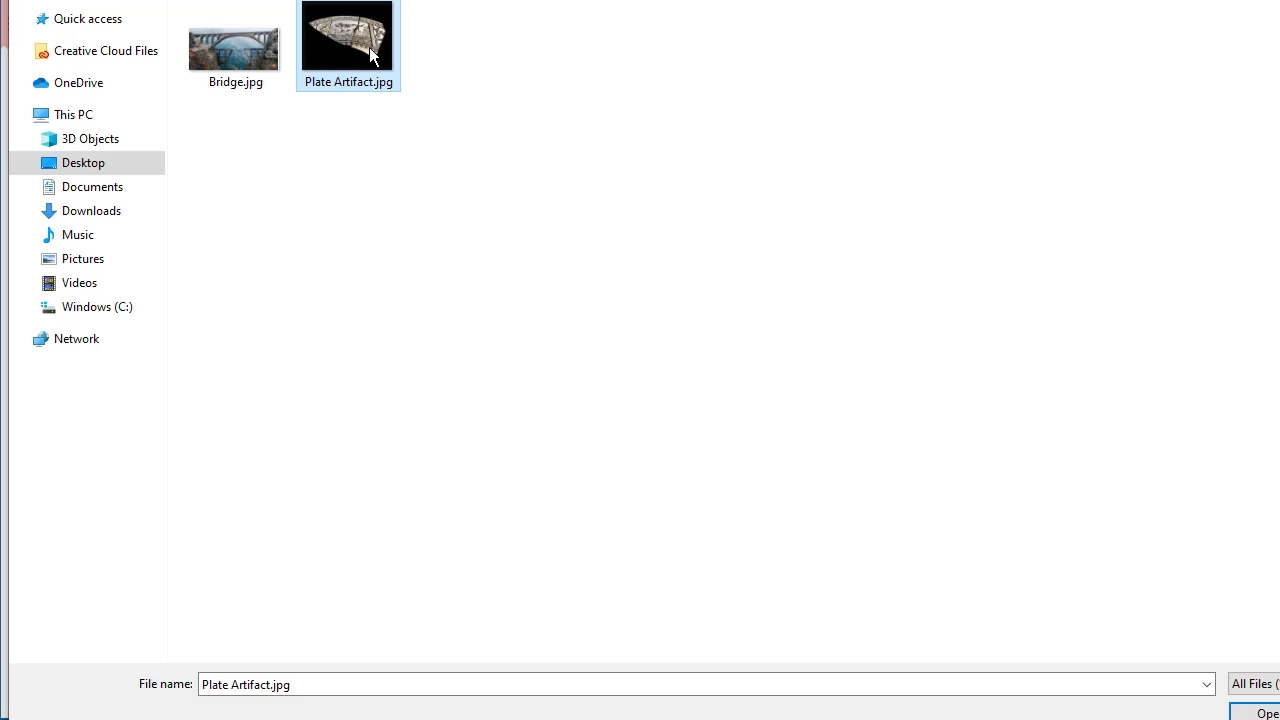 Quick access
Creative Cloud Files
OneDrive
This PC
3D Objects
Desktop
Documents
Downloads
Music
Pictures
Videos
Windows (C:)
Network
Bridge.jpg
Plate Artifact.jpg
File name:
Plate Artifact.jpg
All Files (
Ope